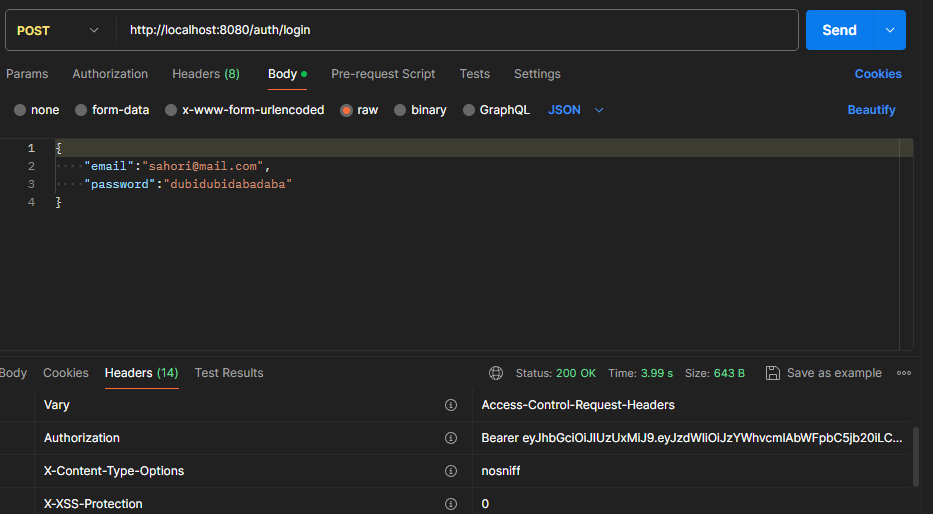 POST http://localhost:8080/auth/login Send
Params Authorization Headers (8) Body Pre-request Script Tests Settings Cookies
none form-data x-www-form-urlencoded raw binary GraphQL JSON Beautify
1 {
2 ····"email":"sahori@mail.com",
3 ····"password":"dubidubidabadaba"
4 }
Body Cookies Headers (14) Test Results Status: 200 OK Time: 3.99 s Size: 643 B Save as example
Vary Access-Control-Request-Headers
Authorization Bearer eyJhbGciOiJIUzUxMiJ9.eyJzdWIiOiJzYWhvcmlAbWFpbC5jb20iLC...
X-Content-Type-Options nosniff
X-XSS-Protection 0